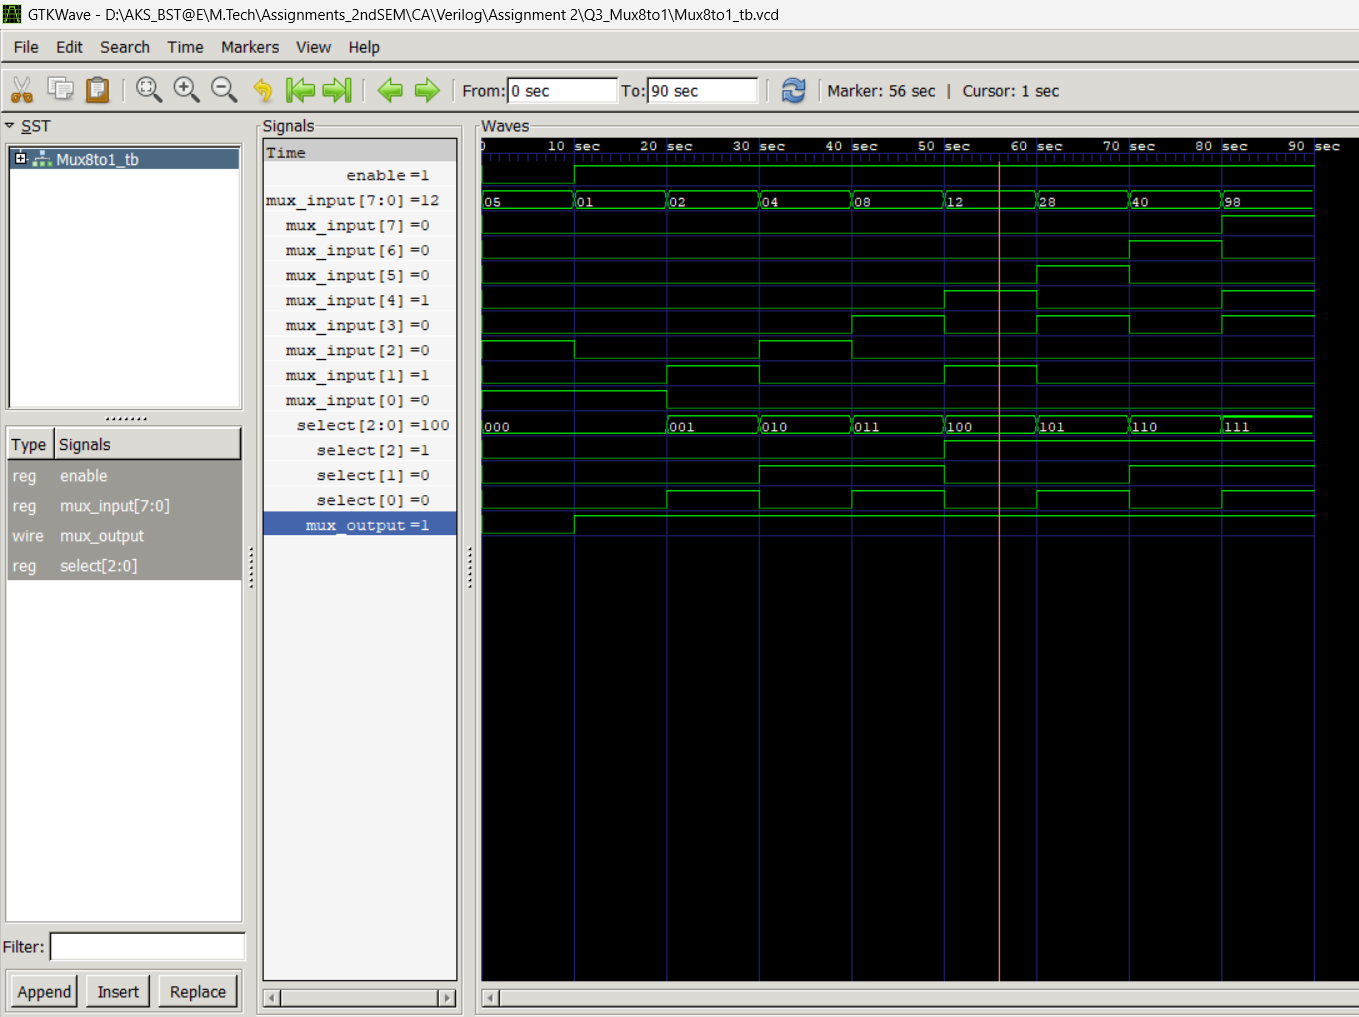 GTKWave - D:\AKS_BST@E\M.Tech\Assignments_2ndSEM\CA\Verilog\Assignment 2\Q3_Mux8to1\Mux8to1_tb.vcd
File Edit Search Time Markers View Help
From: 0 sec To: 90 sec Marker: 56 sec | Cursor: 1 sec
SST
Mux8to1_tb
Type Signals
reg enable
reg mux_input[7:0]
wire mux_output
reg select[2:0]
Filter:
Append Insert Replace
Signals
Time
enable =1
mux_input[7:0] =12
mux_input[7] =0
mux_input[6] =0
mux_input[5] =0
mux_input[4] =1
mux_input[3] =0
mux_input[2] =0
mux_input[1] =1
mux_input[0] =0
select[2:0] =100
select[2] =1
select[1] =0
select[0] =0
mux_output =1
Waves
0 10 sec 20 sec 30 sec 40 sec 50 sec 60 sec 70 sec 80 sec 90 sec
05 01 02 04 08 12 28 40 98
000 001 010 011 100 101 110 111